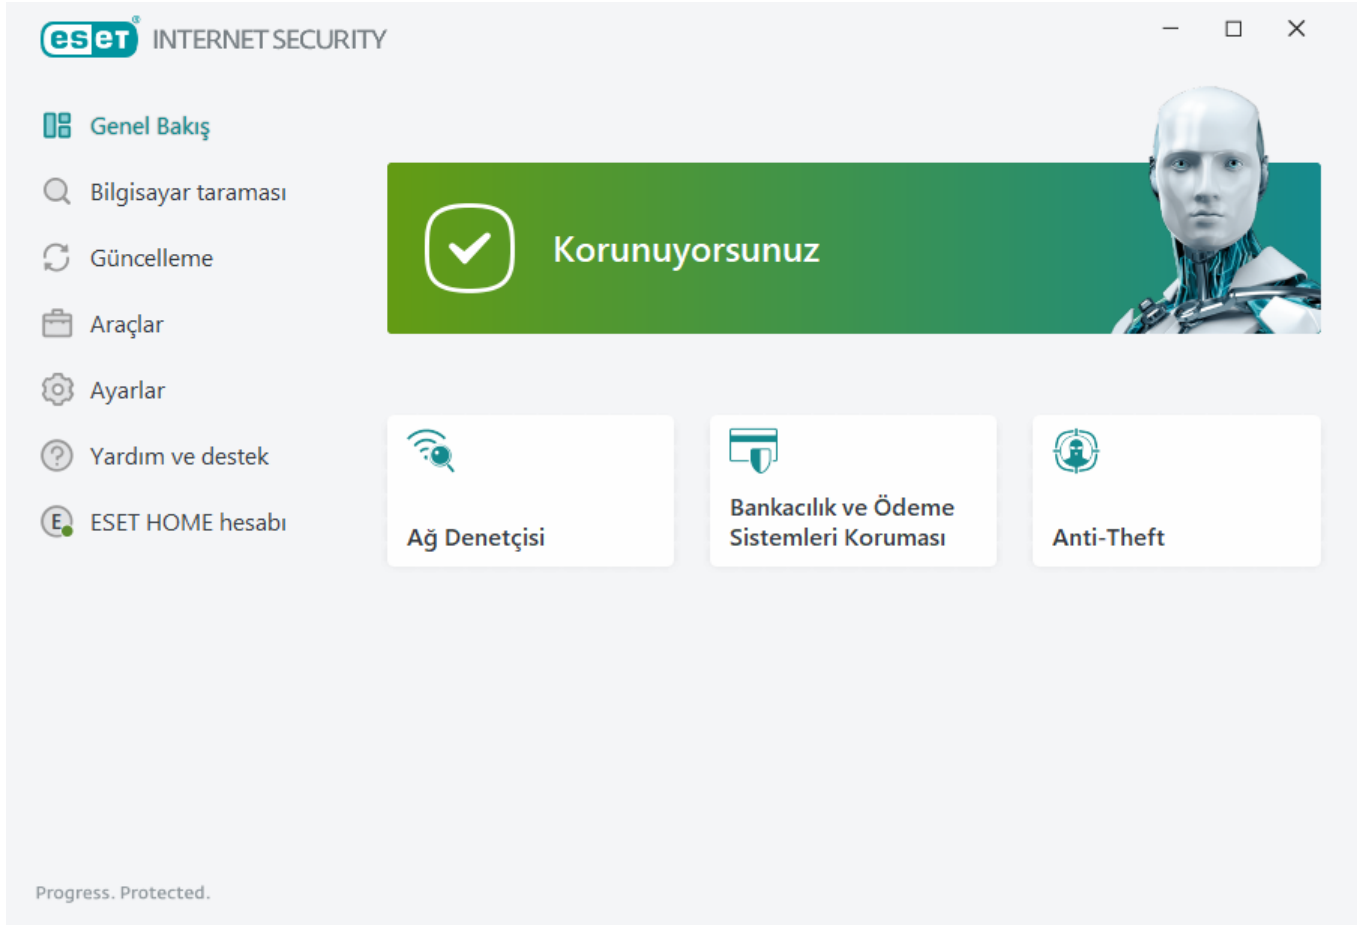 eset® INTERNET SECURITY
Genel Bakış
Bilgisayar taraması
Güncelleme
Araçlar
Ayarlar
Yardım ve destek
E ESET HOME hesabı
Korunuyorsunuz
Ağ Denetçisi
Bankacılık ve Ödeme
Sistemleri Koruması
Anti-Theft
Progress. Protected.